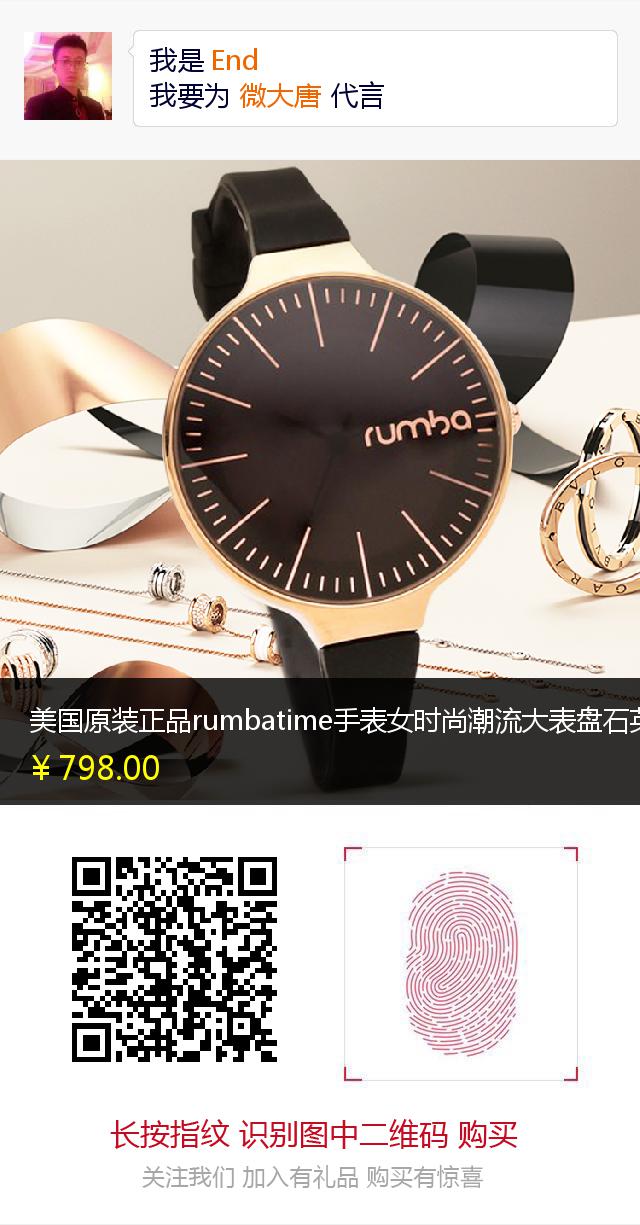 我是 End
我要为 微大唐 代言
rumba
BVLGARI BVLGARI
美国原装正品rumbatime手表女时尚潮流大表盘石英
¥ 798.00
长按指纹 识别图中二维码 购买
关注我们 加入有礼品 购买有惊喜